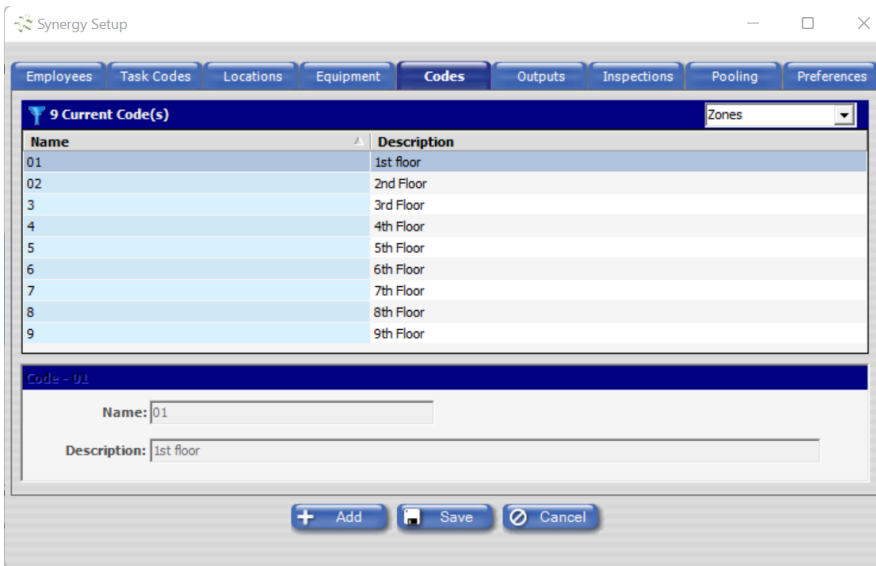 Synergy Setup
Employees Task Codes Locations Equipment Codes Outputs Inspections Pooling Preferences
9 Current Code(s) Zones
Name Description
01 1st floor
02 2nd Floor
3 3rd Floor
4 4th Floor
5 5th Floor
6 6th Floor
7 7th Floor
8 8th Floor
9 9th Floor
Code - 01
Name: 01
Description: 1st floor
Add Save Cancel